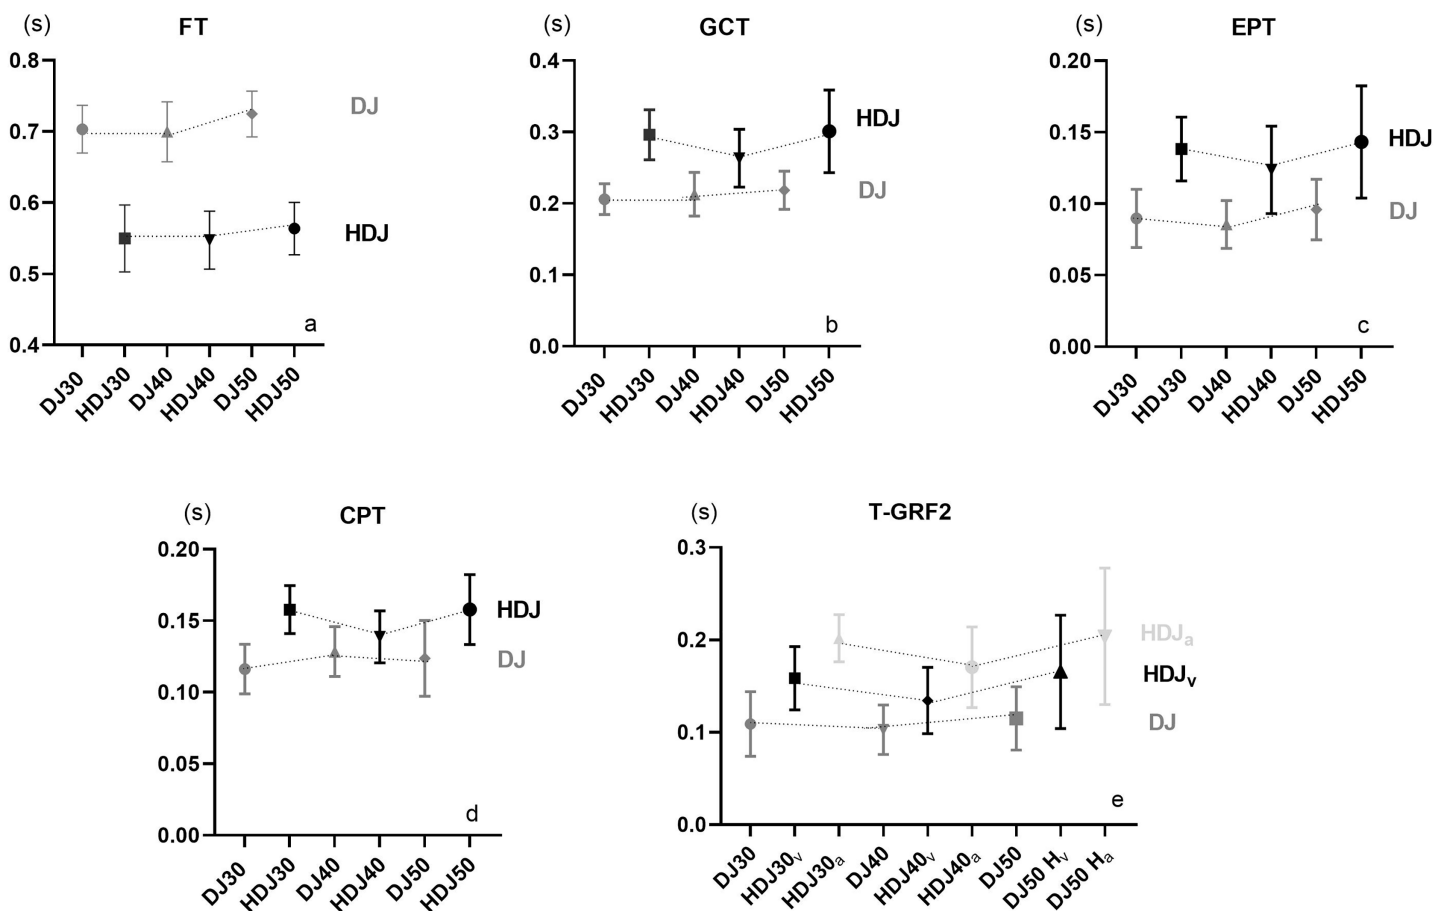 (s) FT
0.8
0.7
0.6
0.5
0.4
DJ
HDJ
a
DJ30 HDJ30 DJ40 HDJ40 DJ50 HDJ50
(s) GCT
0.4
0.3
0.2
0.1
0.0
HDJ
DJ
b
DJ30 HDJ30 DJ40 HDJ40 DJ50 HDJ50
(s) EPT
0.20
0.15
0.10
0.05
0.00
HDJ
DJ
c
DJ30 HDJ30 DJ40 HDJ40 DJ50 HDJ50
(s) CPT
0.20
0.15
0.10
0.05
0.00
HDJ
DJ
d
DJ30 HDJ30 DJ40 HDJ40 DJ50 HDJ50
(s) T-GRF2
0.3
0.2
0.1
0.0
HDJa
HDJv
DJ
e
DJ30 HDJ30v HDJ30a DJ40 HDJ40v HDJ40a DJ50 DJ50 Hv DJ50 Ha